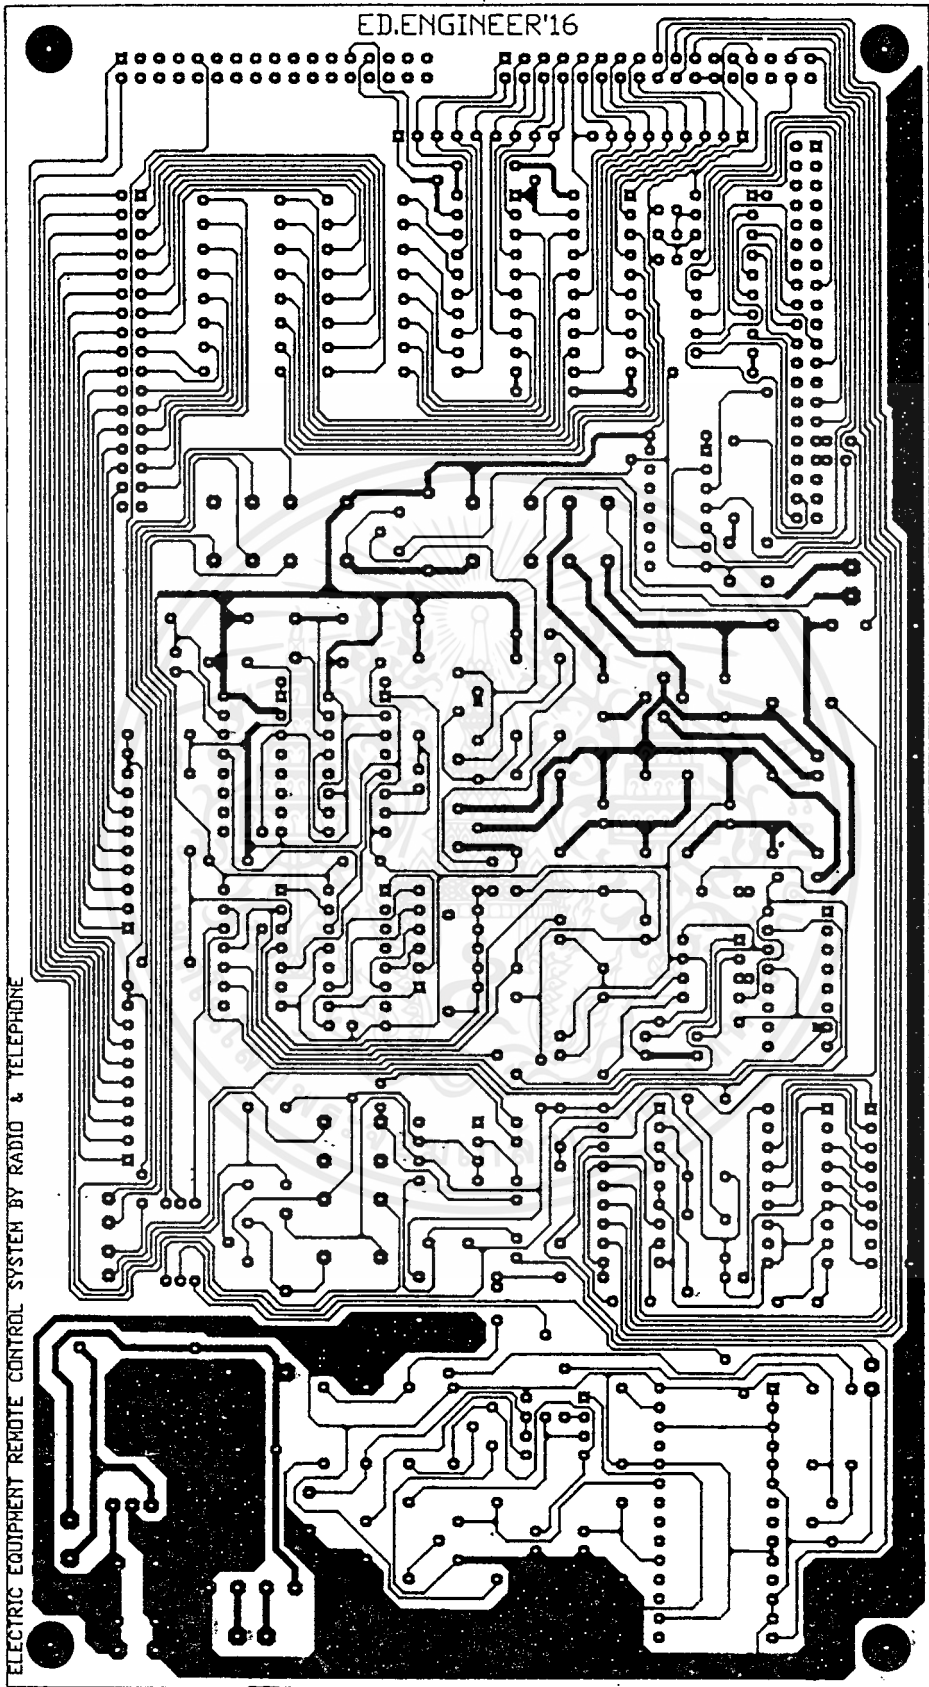 ED.ENGINEER'16
ELECTRIC EQUIPMENT REMOTE CONTROL SYSTEM BY RADIO & TELEPHONE